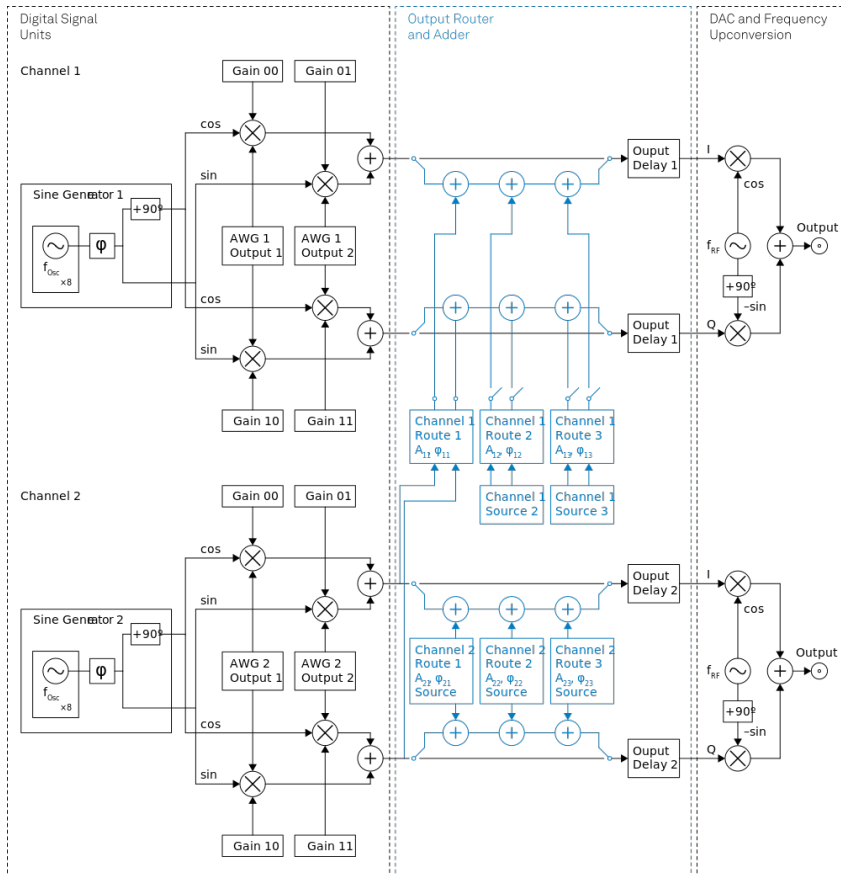 Digital Signal
Units
Output Router
and Adder
DAC and Frequency
Upconversion
Channel 1
Gain 00
Gain 01
cos
sin
Sine Generator 1
+90º
φ
fOsc
×8
AWG 1
Output 1
AWG 1
Output 2
cos
sin
Gain 10
Gain 11
Ouput
Delay 1
I
cos
fRF
+90º
–sin
Output
Ouput
Delay 1
Q
Channel 1
Route 1
A11, φ11
Channel 1
Route 2
A12, φ12
Channel 1
Route 3
A13, φ13
Channel 1
Source 2
Channel 1
Source 3
Channel 2
Gain 00
Gain 01
cos
sin
Sine Generator 2
+90º
φ
fOsc
×8
AWG 2
Output 1
AWG 2
Output 2
cos
sin
Gain 10
Gain 11
Channel 2
Route 1
A21, φ21
Source
Channel 2
Route 2
A22, φ22
Source
Channel 2
Route 3
A23, φ23
Source
Ouput
Delay 2
I
cos
fRF
+90º
–sin
Output
Ouput
Delay 2
Q